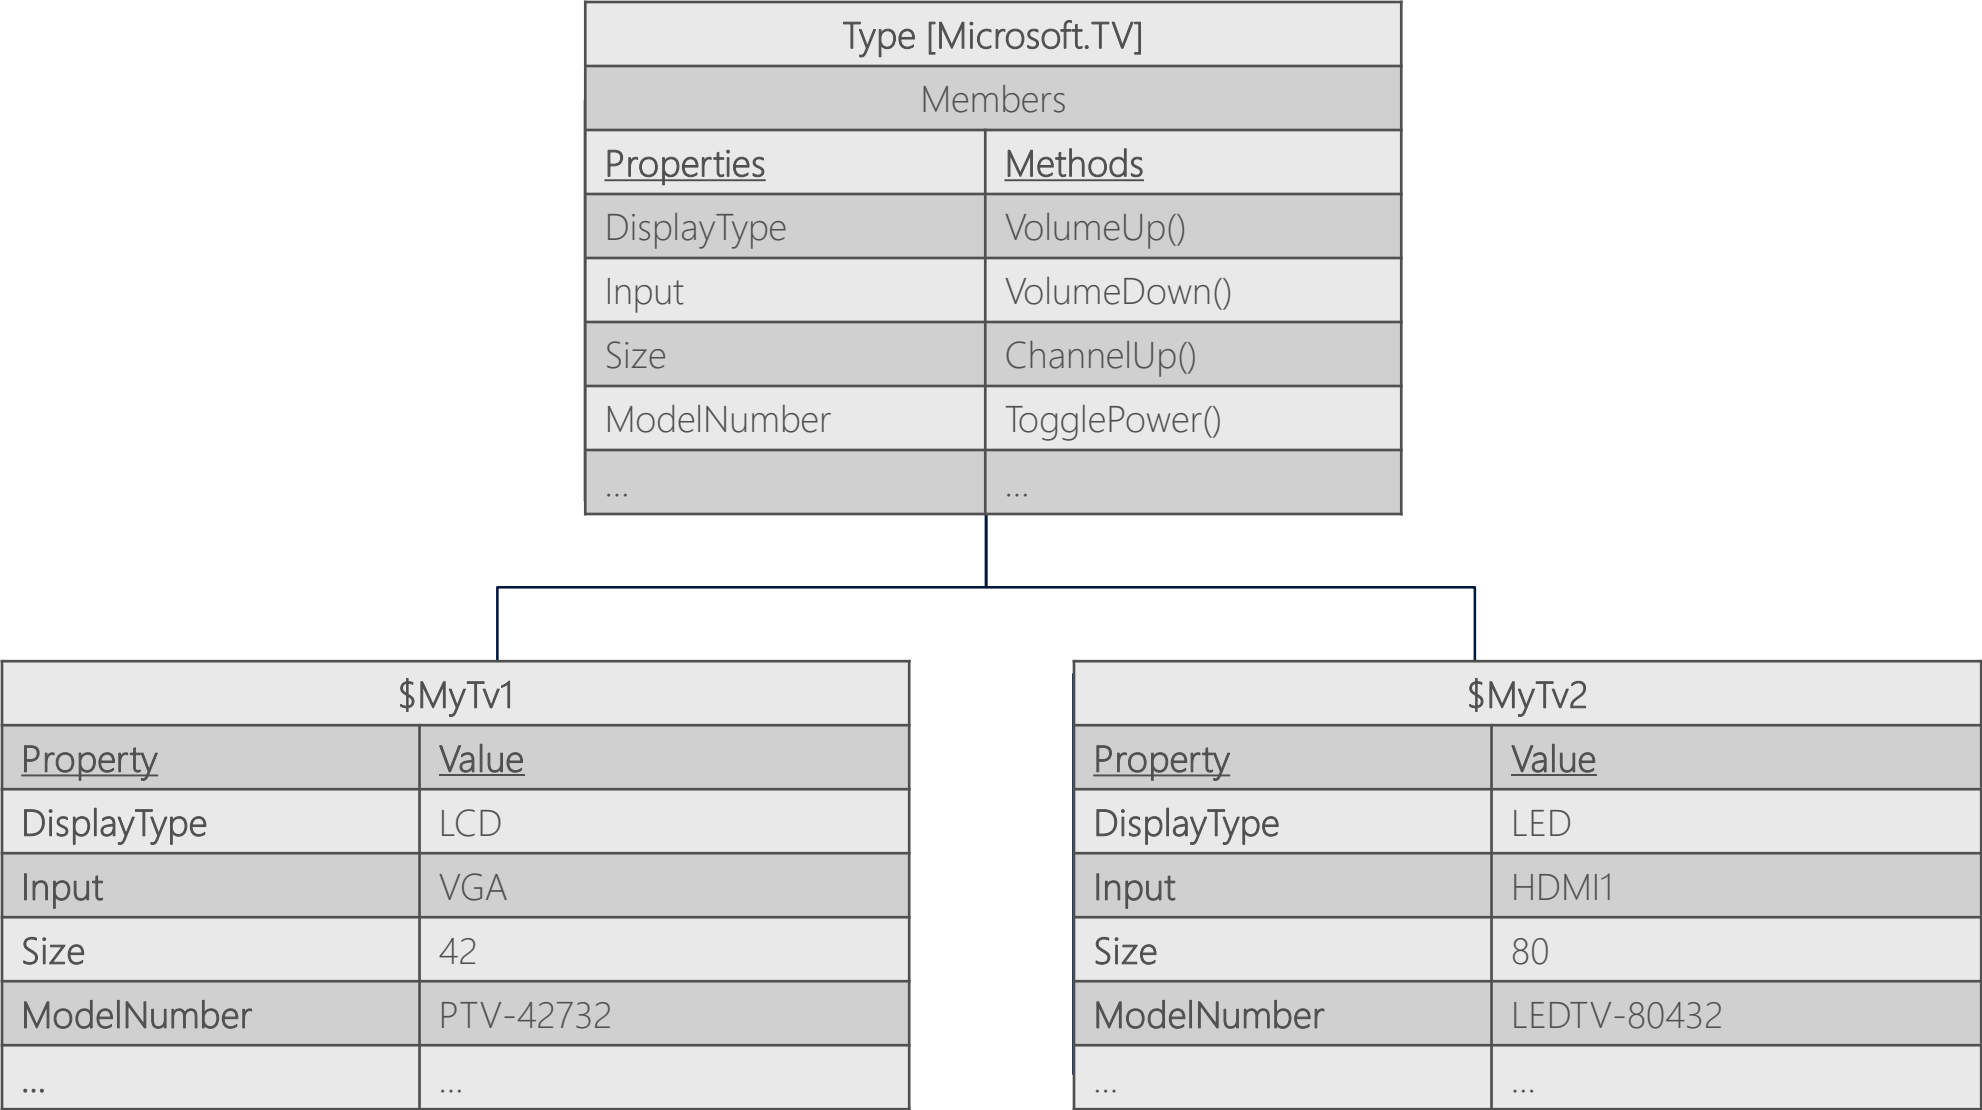 Type [Microsoft.TV]
Members
Properties Methods
DisplayType VolumeUp()
Input VolumeDown()
Size ChannelUp()
ModelNumber TogglePower()
... ...
$MyTv1
Property Value
DisplayType LCD
Input VGA
Size 42
ModelNumber PTV-42732
... ...
$MyTv2
Property Value
DisplayType LED
Input HDMI1
Size 80
ModelNumber LEDTV-80432
... ...